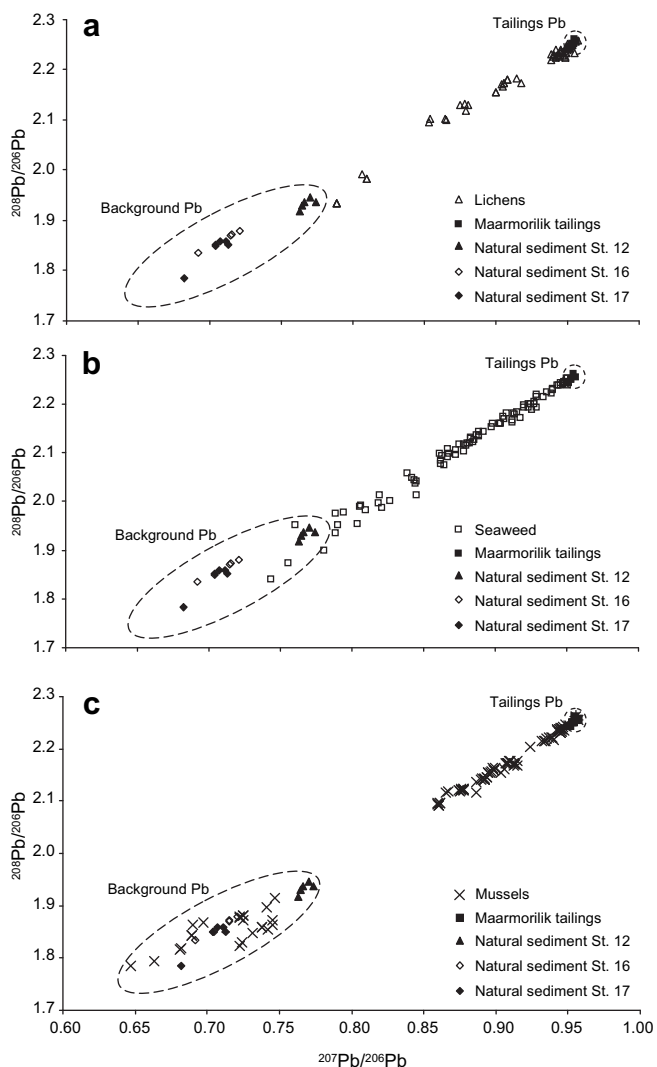 a
Tailings Pb
2.3
2.2
2.1
2.0
1.9
1.8
1.7
²⁰⁸Pb/²⁰⁶Pb
Background Pb
Lichens
Maarmorilik tailings
Natural sediment St. 12
Natural sediment St. 16
Natural sediment St. 17
b
Tailings Pb
2.3
2.2
2.1
2.0
1.9
1.8
1.7
²⁰⁸Pb/²⁰⁶Pb
Background Pb
Seaweed
Maarmorilik tailings
Natural sediment St. 12
Natural sediment St. 16
Natural sediment St. 17
c
Tailings Pb
2.3
2.2
2.1
2.0
1.9
1.8
1.7
²⁰⁸Pb/²⁰⁶Pb
Background Pb
Mussels
Maarmorilik tailings
Natural sediment St. 12
Natural sediment St. 16
Natural sediment St. 17
0.60 0.65 0.70 0.75 0.80 0.85 0.90 0.95 1.00
²⁰⁷Pb/²⁰⁶Pb